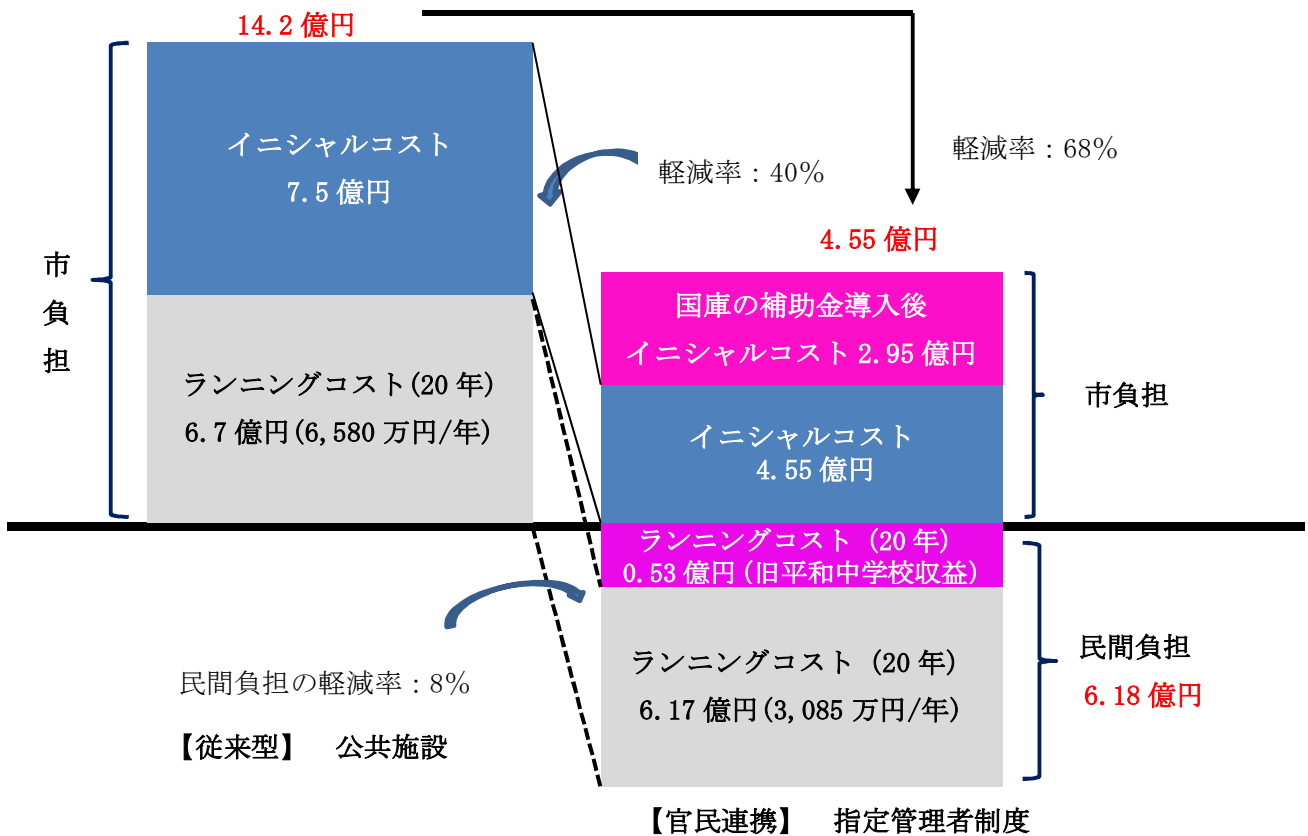 14.2 億円
イニシャルコスト
7.5 億円
市
負
担
ランニングコスト(20 年)
6.7 億円(6,580 万円/年)
軽減率：40%
軽減率：68%
4.55 億円
国庫の補助金導入後
イニシャルコスト 2.95 億円
イニシャルコスト
4.55 億円
市負担
ランニングコスト (20 年)
0.53 億円(旧平和中学校収益)
ランニングコスト (20 年)
6.17 億円(3,085 万円/年)
民間負担
6.18 億円
民間負担の軽減率：8%
【従来型】　公共施設
【官民連携】　指定管理者制度